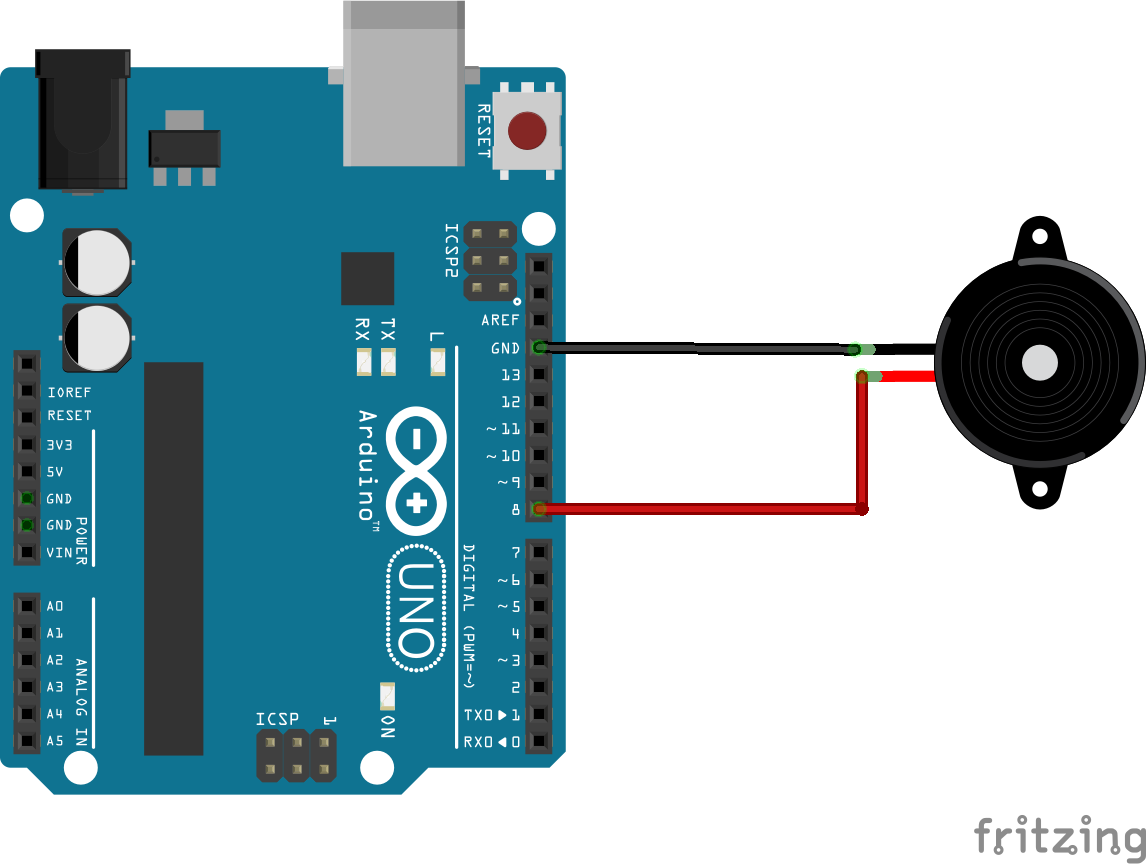 RESET
ICSP2
AREF
GND
13
12
~11
~10
~9
8
7
~6
~5
4
~3
2
TX0▶1
RX0◀0
RX
TX
L
IOREF
RESET
3V3
5V
GND
GND
VIN
POWER
A0
A1
A2
A3
A4
A5
ANALOG IN
Arduino™
UNO
DIGITAL (PWM=~)
ON
ICSP
1
fritzing